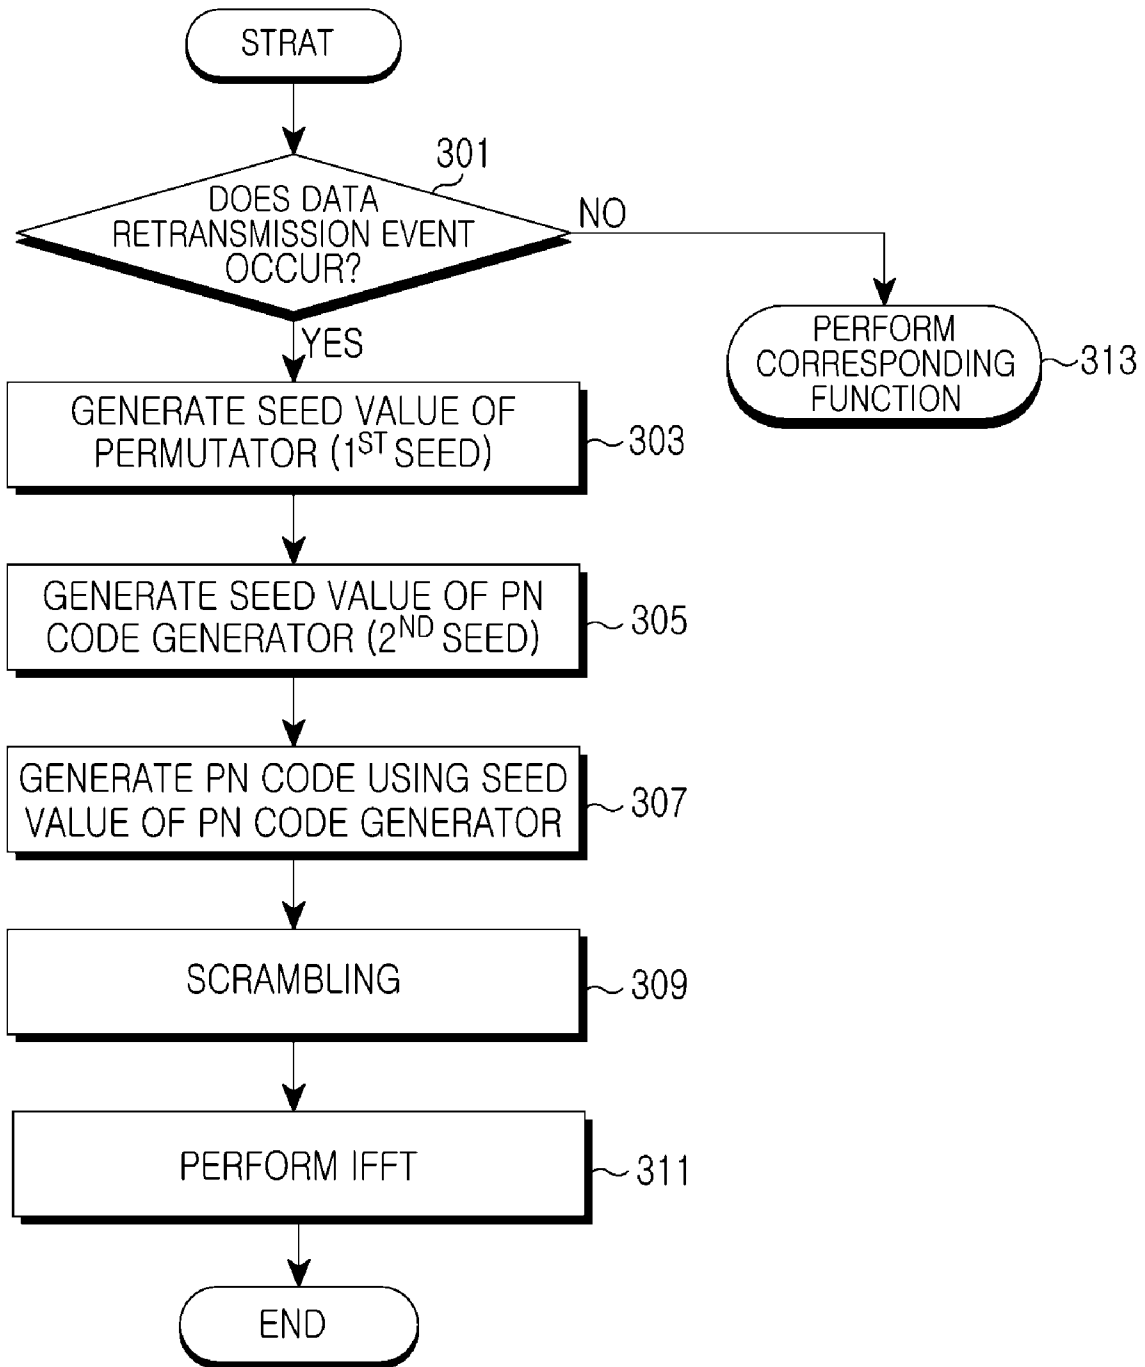 STRAT
301
DOES DATA
RETRANSMISSION EVENT
OCCUR?
NO
YES
PERFORM
CORRESPONDING
FUNCTION
313
GENERATE SEED VALUE OF
PERMUTATOR (1ST SEED)
303
GENERATE SEED VALUE OF PN
CODE GENERATOR (2ND SEED)
305
GENERATE PN CODE USING SEED
VALUE OF PN CODE GENERATOR
307
SCRAMBLING
309
PERFORM IFFT
311
END